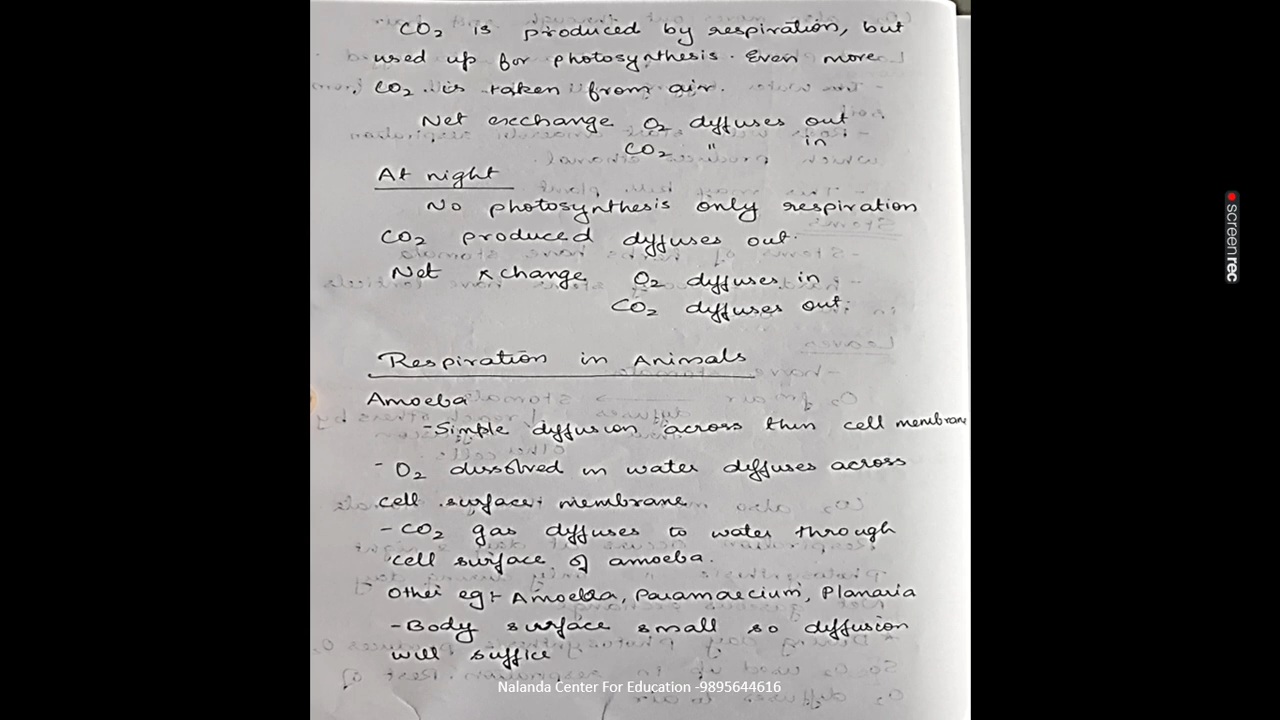 CO2 is produced by respiration, but
used up for photosynthesis. Even more
CO2 is taken from air.
Net exchange O2 diffuses out
CO2 " in
At night
No photosynthesis only respiration
CO2 produced diffuses out.
Net xchange O2 diffuses in
CO2 diffuses out.
Respiration in Animals
Amoeba
- Simple diffusion across thin cell membrane
- O2 dissolved in water diffuses across
cell surface membrane
- CO2 gas diffuses to water through
cell surface of amoeba.
Other eg:- Amoeba, Paramaecium, Planaria
- Body surface small so diffusion
will suffice
Nalanda Center For Education -9895644616
screenrec